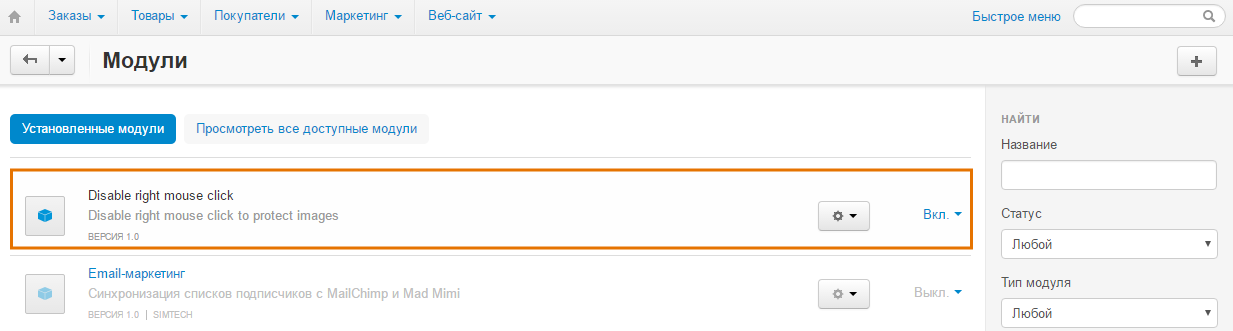 Заказы Товары Покупатели Маркетинг Веб-сайт Быстрое меню
Модули
Установленные модули Просмотреть все доступные модули
Disable right mouse click
Disable right mouse click to protect images
ВЕРСИЯ 1.0
Вкл.
Email-маркетинг
Синхронизация списков подписчиков с MailChimp и Mad Mimi
ВЕРСИЯ 1.0 | SIMTECH
Выкл.
НАЙТИ
Название
Статус
Любой
Тип модуля
Любой